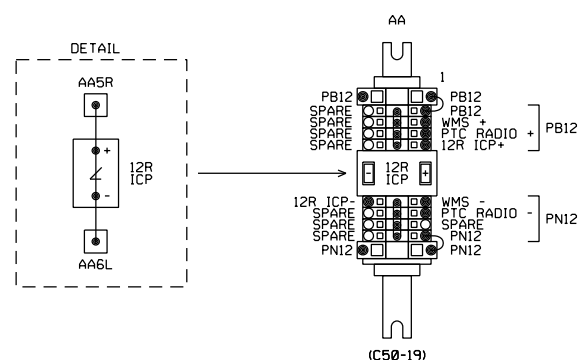 AA
DETAIL
1
AA5R
+
12R
ICP
-
AA6L
PB12 PB12
SPARE PB12
SPARE WMS +
SPARE PTC RADIO +
SPARE 12R ICP+
PB12
- 12R +
ICP
12R ICP- WMS -
SPARE PTC RADIO -
SPARE SPARE
SPARE PN12
PN12 PN12
PN12
(C50-19)